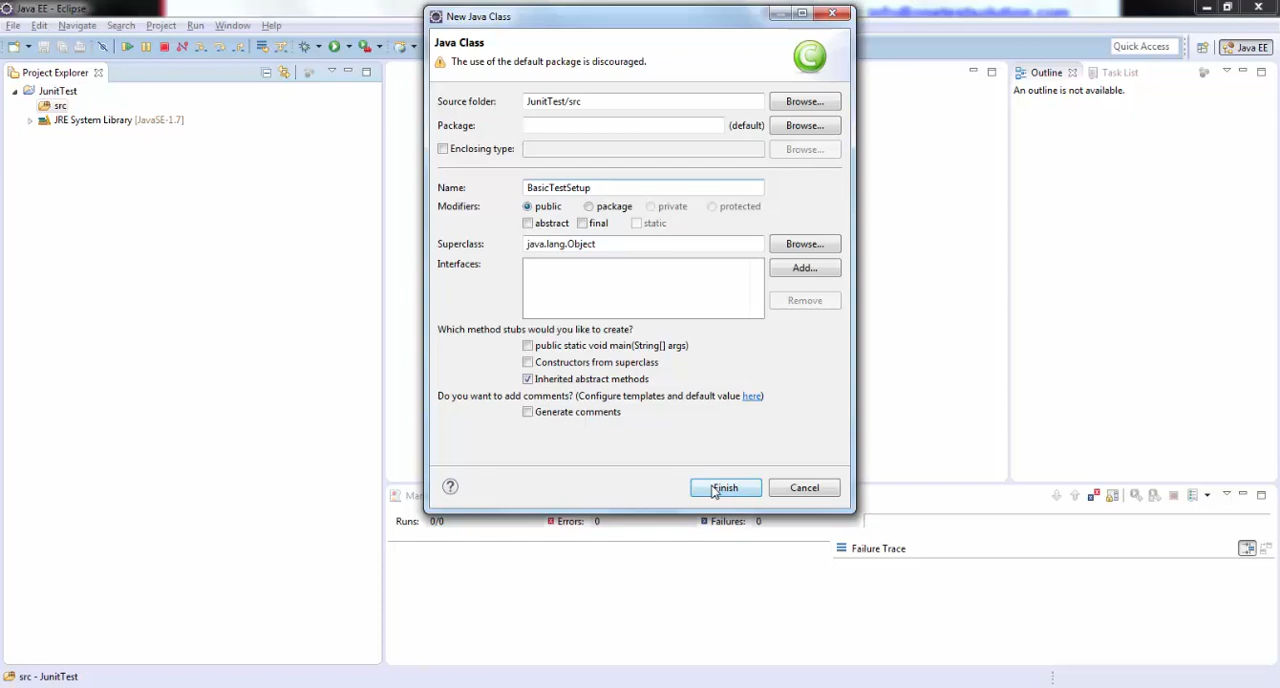 Java EE - Eclipse
File Edit Navigate Search Project Run Window Help
Quick Access
Java EE
Project Explorer
JunitTest
src
JRE System Library [JavaSE-1.7]
New Java Class
Java Class
The use of the default package is discouraged.
Source folder: JunitTest/src Browse...
Package: (default) Browse...
Enclosing type: Browse...
Name: BasicTestSetup
Modifiers: public package private protected
abstract final static
Superclass: java.lang.Object Browse...
Interfaces: Add...
Remove
Which method stubs would you like to create?
public static void main(String[] args)
Constructors from superclass
Inherited abstract methods
Do you want to add comments? (Configure templates and default value here)
Generate comments
Finish Cancel
Outline Task List
An outline is not available.
Runs: 0/0 Errors: 0 Failures: 0
Failure Trace
src - JunitTest